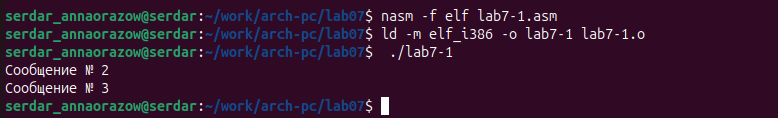 serdar_annaorazow@serdar:~/work/arch-pc/lab07$ nasm -f elf lab7-1.asm
serdar_annaorazow@serdar:~/work/arch-pc/lab07$ ld -m elf_i386 -o lab7-1 lab7-1.o
serdar_annaorazow@serdar:~/work/arch-pc/lab07$  ./lab7-1
Сообщение № 2
Сообщение № 3
serdar_annaorazow@serdar:~/work/arch-pc/lab07$